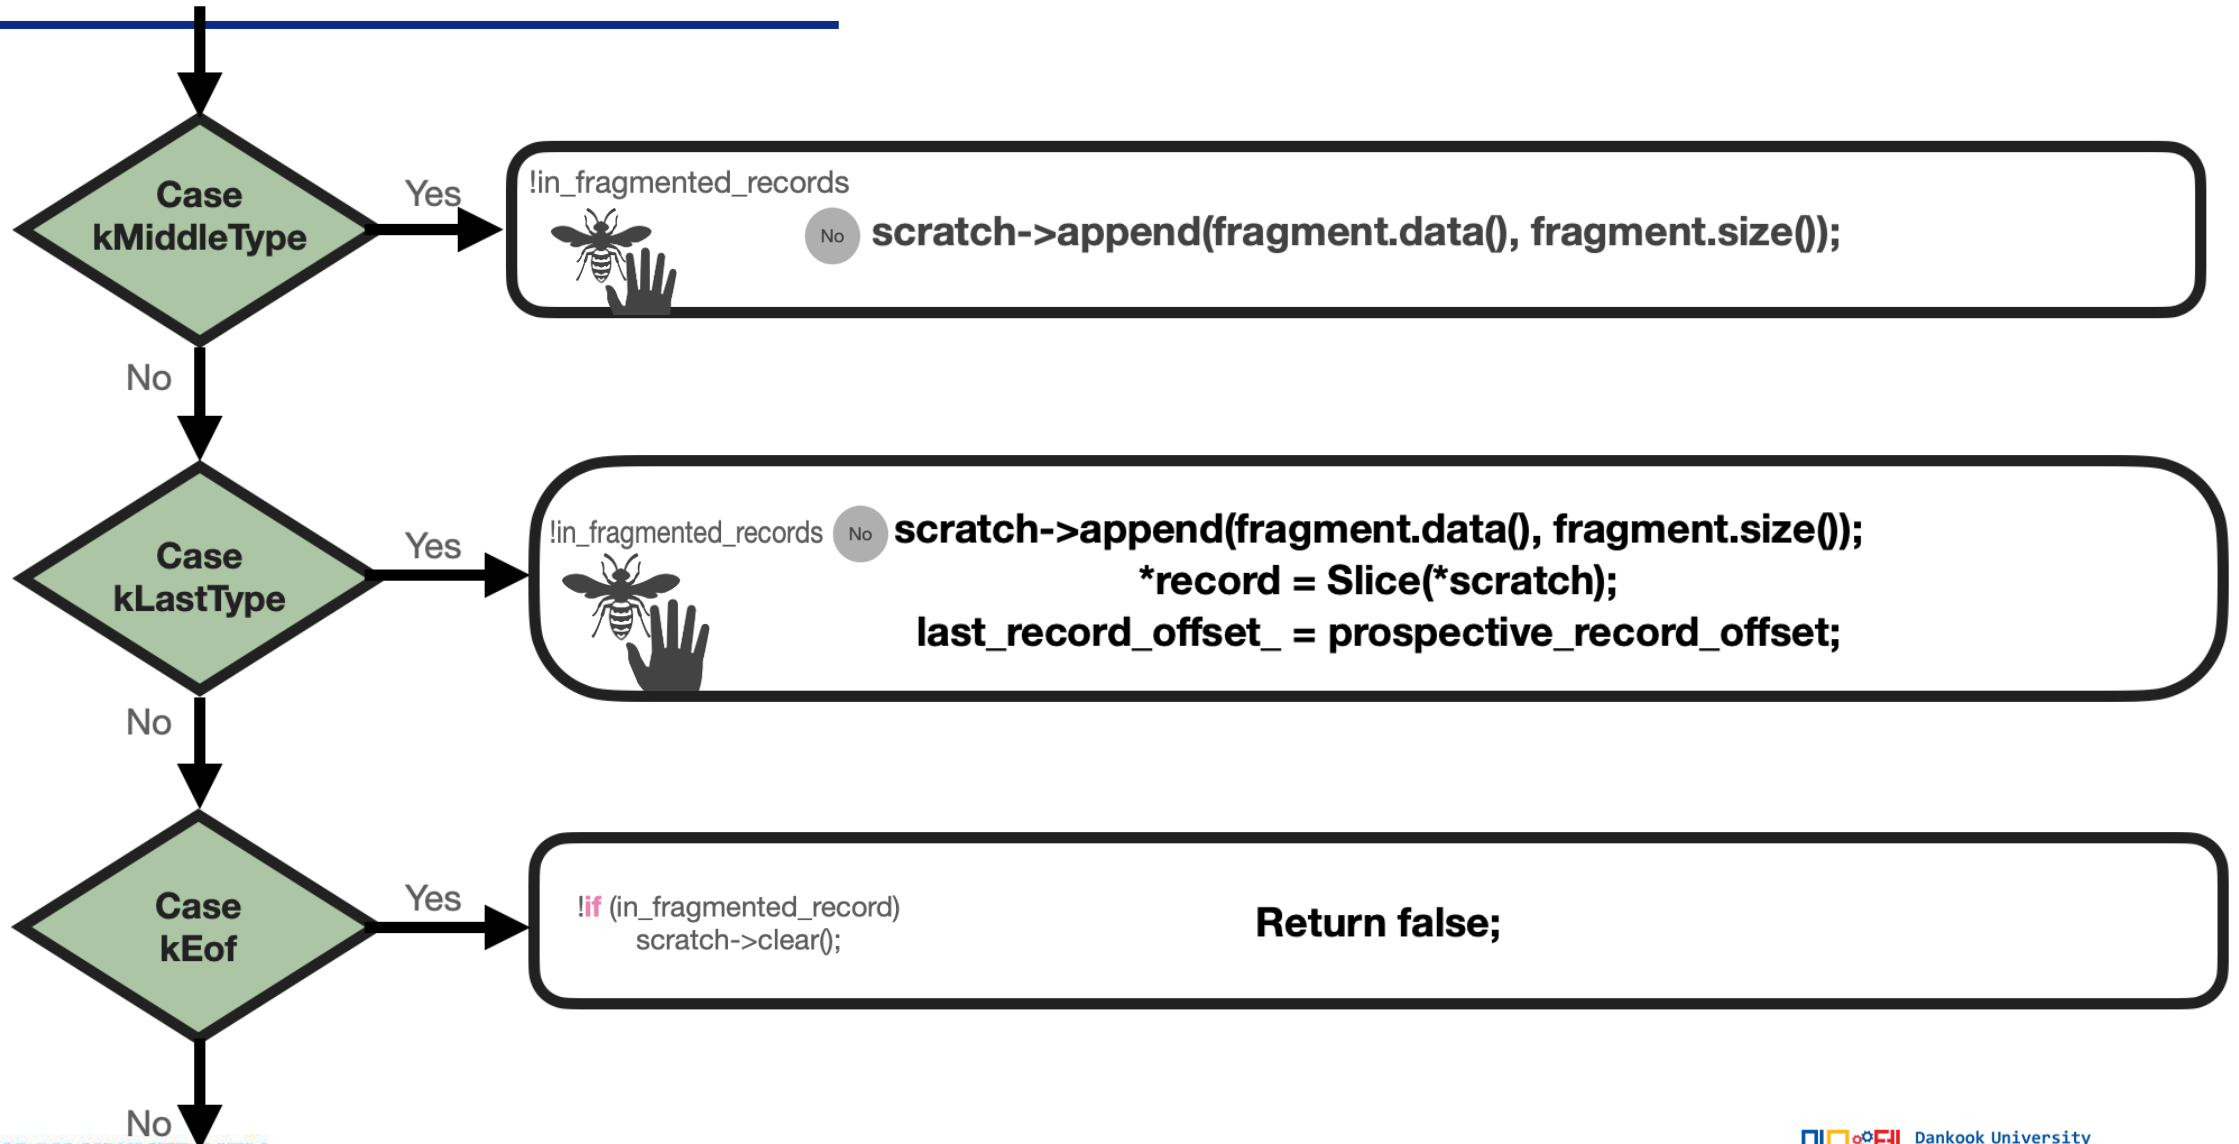 Case
kMiddleType
Yes
!in_fragmented_records
No
scratch->append(fragment.data(), fragment.size());
No
Case
kLastType
Yes
!in_fragmented_records
No
scratch->append(fragment.data(), fragment.size());
*record = Slice(*scratch);
last_record_offset_ = prospective_record_offset;
No
Case
kEof
Yes
!if (in_fragmented_record)
scratch->clear();
Return false;
No
Dankook University